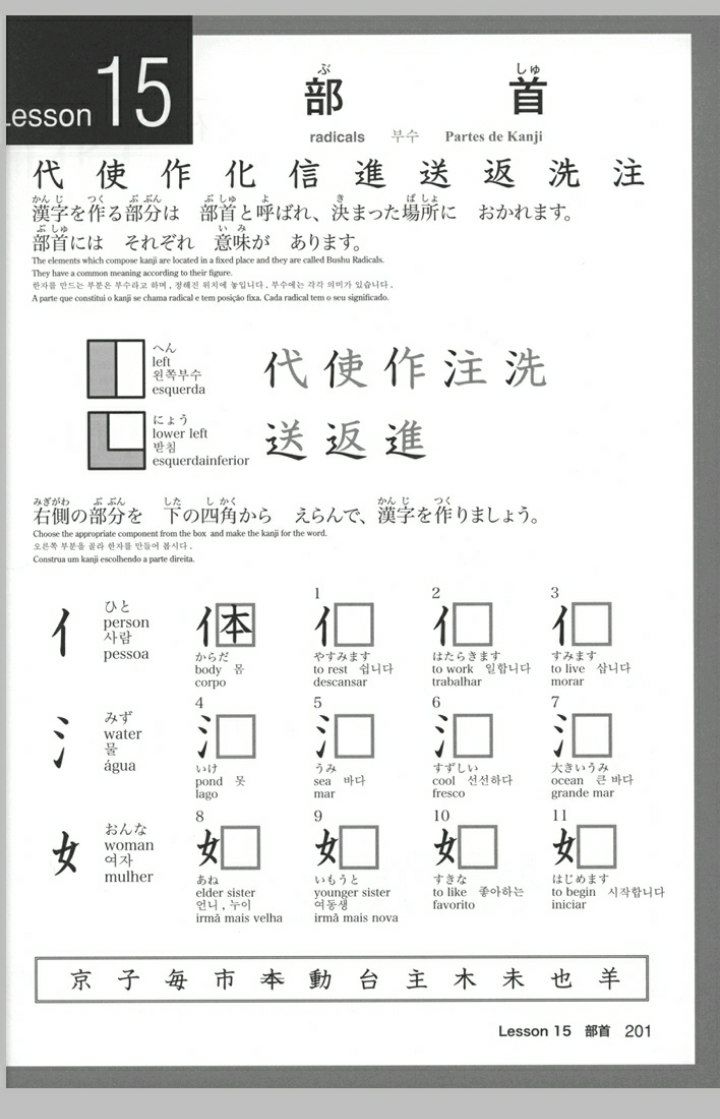 Lesson 15
ぶ しゅ
部 首
radicals 부수 Partes de Kanji
代 使 作 化 信 進 送 返 洗 注
かんじ つく ぶぶん ぶしゅ よ き ばしょ
漢字を作る部分は 部首と呼ばれ、決まった場所に おかれます。
ぶしゅ いみ
部首には それぞれ 意味が あります。
The elements which compose kanji are located in a fixed place and they are called Bushu Radicals.
They have a common meaning according to their figure.
한자를 만드는 부분은 부수라고 하며, 정해진 위치에 놓입니다. 부수에는 각각 의미가 있습니다.
A parte que constitui o kanji se chama radical e tem posição fixa. Cada radical tem o seu significado.
へん
left
왼쪽부수
esquerda
代 使 作 注 洗
にょう
lower left
받침
esquerdainferior
送 返 進
みぎがわ ぶぶん した しかく かんじ つく
右側の部分を 下の四角から えらんで、漢字を作りましょう。
Choose the appropriate component from the box and make the kanji for the word.
오른쪽 부분을 골라 한자를 만들어 봅시다.
Construa um kanji escolhendo a parte direita.
亻
ひと
person
사람
pessoa
亻本
からだ
body 몸
corpo
1
亻
やすみます
to rest 쉽니다
descansar
2
亻
はたらきます
to work 일합니다
trabalhar
3
亻
すみます
to live 삽니다
morar
氵
みず
water
물
água
4
氵
いけ
pond 못
lago
5
氵
うみ
sea 바다
mar
6
氵
すずしい
cool 선선하다
fresco
7
氵
大きいうみ
ocean 큰 바다
grande mar
女
おんな
woman
여자
mulher
8
女
あね
elder sister
언니, 누이
irmã mais velha
9
女
いもうと
younger sister
여동생
irmã mais nova
10
女
すきな
to like 좋아하는
favorito
11
女
はじめます
to begin 시작합니다
iniciar
京 子 毎 市 本 動 台 主 木 未 也 羊
Lesson 15 部首 201